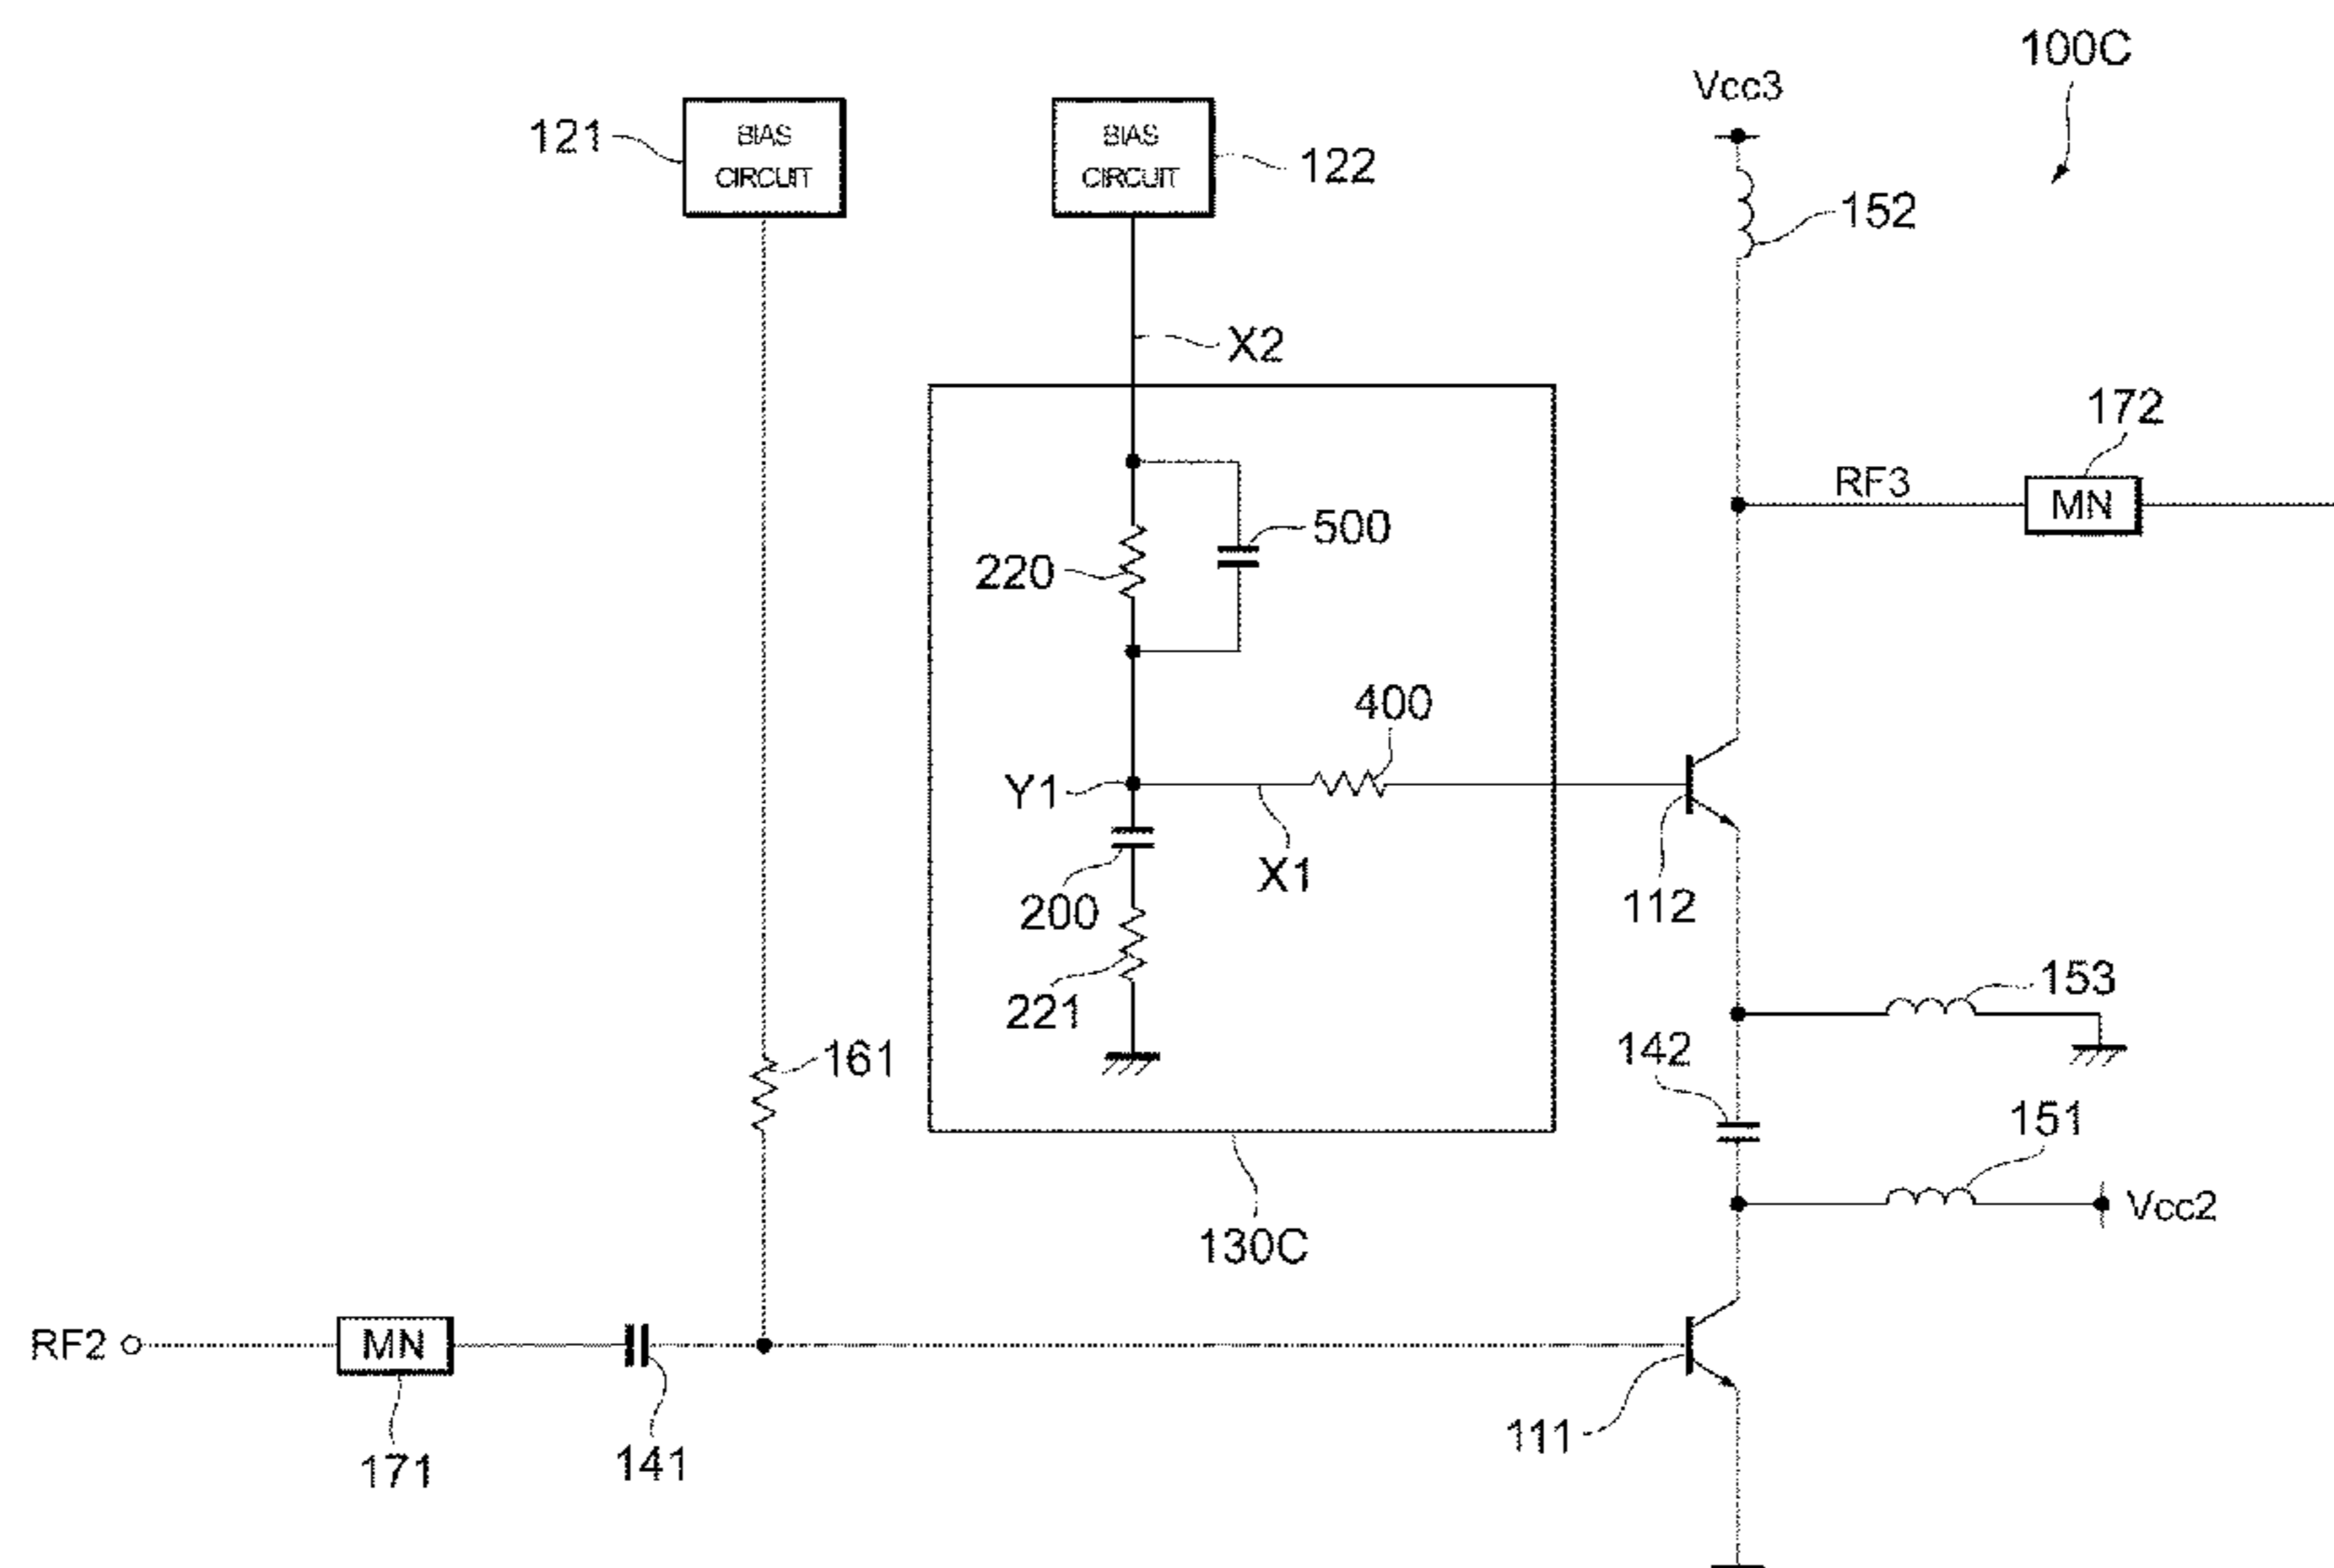 100C
Vcc3
121
BIAS
CIRCUIT
BIAS
CIRCUIT
122
152
X2
172
RF3
MN
500
220
400
Y1
X1
200
112
221
153
142
161
151
Vcc2
130C
RF2
MN
111
171
141